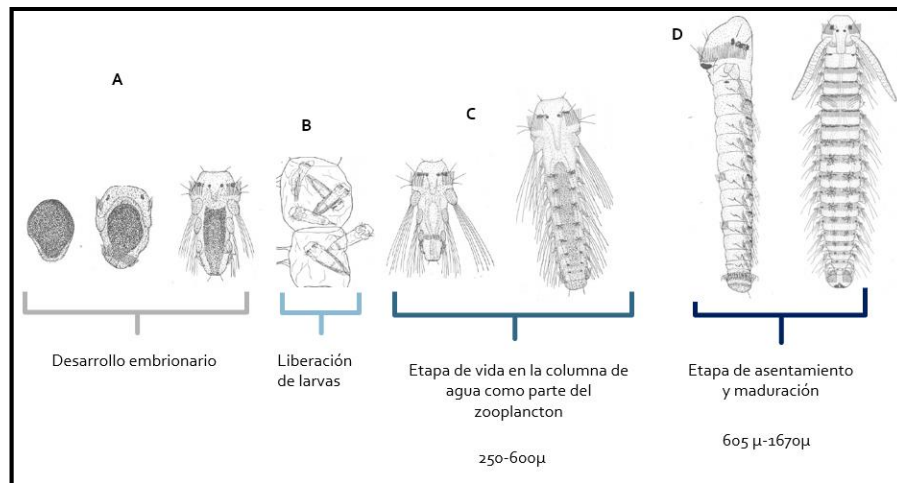 A
B
C
D
Desarrollo embrionario
Liberación
de larvas
Etapa de vida en la columna de
agua como parte del
zooplancton
250-600µ
Etapa de asentamiento
y maduración
605 µ-1670µ